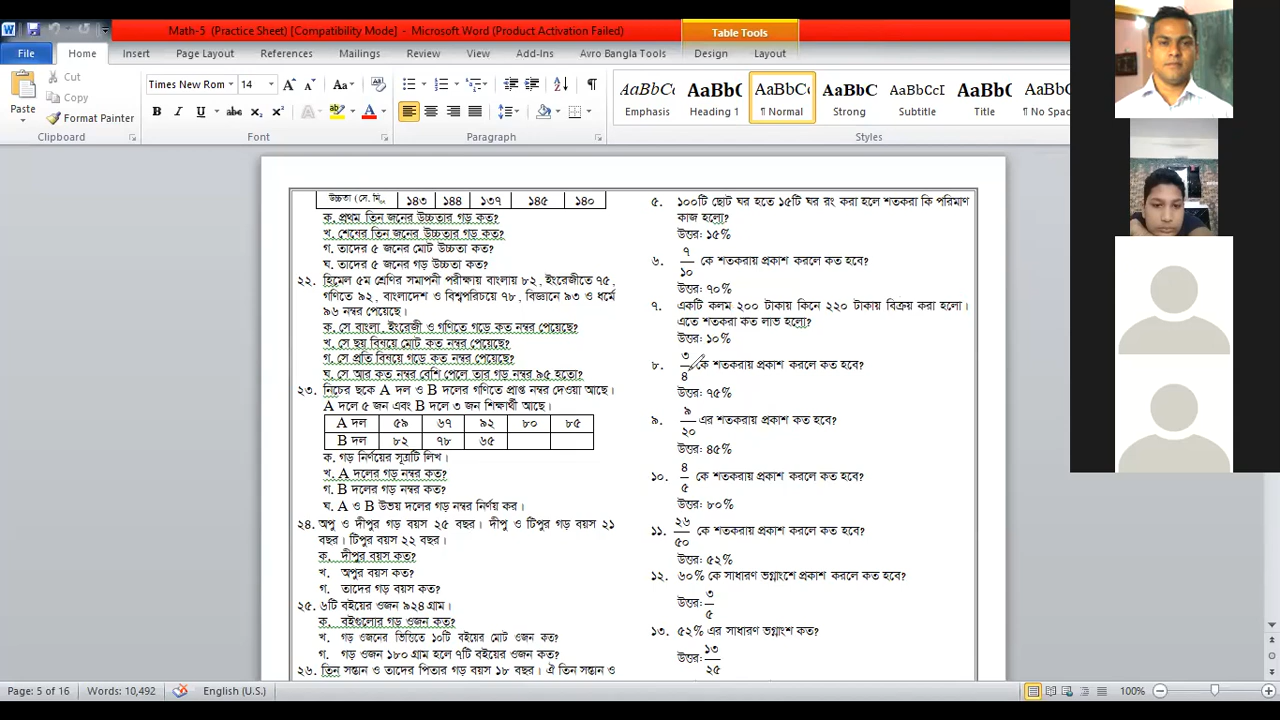 Math-5 (Practice Sheet) [Compatibility Mode] - Microsoft Word (Product Activation Failed)
Table Tools
File Home Insert Page Layout References Mailings Review View Add-Ins Avro Bangla Tools Design Layout
Paste
Cut
Copy
Format Painter
Clipboard
Times New Rom 14
Font
Paragraph
AaBbCc AaBbC AaBbCc AaBbC AaBbCcI AaBbC AaBbCc
Emphasis Heading 1 ¶ Normal Strong Subtitle Title ¶ No Spac
Styles
উচ্চতা (সে. মি. ১৪৩ ১৪৪ ১৩৭ ১৪৫ ১৪০
ক. প্রথম তিন জনের উচ্চতার গড় কত?
খ. শেষের তিন জনের উচ্চতার গড় কত?
গ. তাদের ৫ জনের মোট উচ্চতা কত?
ঘ. তাদের ৫ জনের গড় উচ্চতা কত?
২২. হিমেল ৫ম শ্রেণির সমাপনী পরীক্ষায় বাংলায় ৮২, ইংরেজীতে ৭৫,
গণিতে ৯২, বাংলাদেশ ও বিশ্বপরিচয়ে ৭৮, বিজ্ঞানে ৯৩ ও ধর্মে
৯৬ নম্বর পেয়েছে।
ক. সে বাংলা, ইংরেজী ও গণিতে গড়ে কত নম্বর পেয়েছে?
খ. সে ছয় বিষয়ে মোট কত নম্বর পেয়েছে?
গ. সে প্রতি বিষয়ে গড়ে কত নম্বর পেয়েছে?
ঘ. সে আর কত নম্বর বেশি পেলে তার গড় নম্বর ৯৫ হতো?
২৩. নিচের ছকে A দল ও B দলের গণিতে প্রাপ্ত নম্বর দেওয়া আছে।
A দলে ৫ জন এবং B দলে ৩ জন শিক্ষার্থী আছে।
A দল ৫৯ ৬৭ ৯২ ৮০ ৮৫
B দল ৮২ ৭৮ ৬৫
ক. গড় নির্ণয়ের সূত্রটি লিখ।
খ. A দলের গড় নম্বর কত?
গ. B দলের গড় নম্বর কত?
ঘ. A ও B উভয় দলের গড় নম্বর নির্ণয় কর।
২৪. অপু ও দীপুর গড় বয়স ২৫ বছর। দীপু ও টিপুর গড় বয়স ২১
বছর। টিপুর বয়স ২২ বছর।
ক. দীপুর বয়স কত?
খ. অপুর বয়স কত?
গ. তাদের গড় বয়স কত?
২৫. ৬টি বইয়ের ওজন ৯২৪ গ্রাম।
ক. বইগুলোর গড় ওজন কত?
খ. গড় ওজনের ভিত্তিতে ১০টি বইয়ের মোট ওজন কত?
গ. গড় ওজন ১৮০ গ্রাম হলে ৭টি বইয়ের ওজন কত?
২৬. তিন সন্তান ও তাদের পিতার গড় বয়স ১৮ বছর। ঐ তিন সন্তান ও
৫. ১০০টি ছোট ঘর হতে ১৫টি ঘর রং করা হলে শতকরা কি পরিমাণ
কাজ হলো?
উত্তর: ১৫%
৬. ৭/১০ কে শতকরায় প্রকাশ করলে কত হবে?
উত্তর: ৭০%
৭. একটি কলম ২০০ টাকায় কিনে ২২০ টাকায় বিক্রয় করা হলো।
এতে শতকরা কত লাভ হলো?
উত্তর: ১০%
৮. ৩/৪ কে শতকরায় প্রকাশ করলে কত হবে?
উত্তর: ৭৫%
৯. ৯/২০ এর শতকরায় প্রকাশ কত হবে?
উত্তর: ৪৫%
১০. ৪/৫ কে শতকরায় প্রকাশ করলে কত হবে?
উত্তর: ৮০%
১১. ২৬/৫০ কে শতকরায় প্রকাশ করলে কত হবে?
উত্তর: ৫২%
১২. ৬০% কে সাধারণ ভগ্নাংশে প্রকাশ করলে কত হবে?
উত্তর: ৩/৫
১৩. ৫২% এর সাধারণ ভগ্নাংশ কত?
উত্তর: ১৩/২৫
Page: 5 of 16 Words: 10,492 English (U.S.) 100%